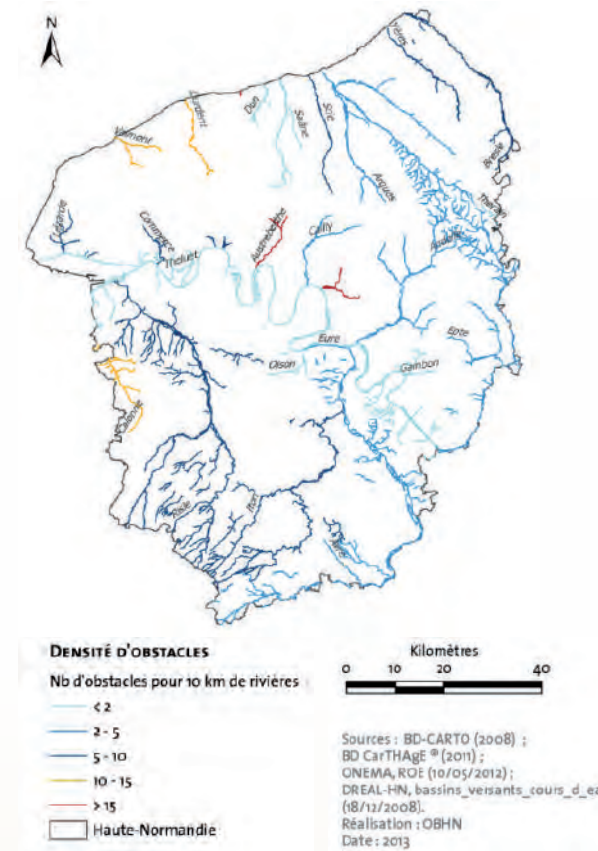 N
Yères
Durdent
Dun
Saâne
Scie
Valmont
Bresle
Arques
Thérain
Lézarde
Commerce
Austreberthe
Cailly
Andelle
Tholuet
Eure
Epte
Oison
Gambon
Calonne
Risle
Iton
Avre
DENSITÉ D'OBSTACLES
Nb d'obstacles pour 10 km de rivières
< 2
2 - 5
5 - 10
10 - 15
> 15
Haute-Normandie
Kilomètres
0 10 20 40
Sources : BD-CARTO (2008) ;
BD CarTHAgE ® (2011) ;
ONEMA, ROE (10/05/2012) ;
DREAL-HN, bassins_versants_cours_d_ea
(18/12/2008).
Réalisation : OBHN
Date : 2013